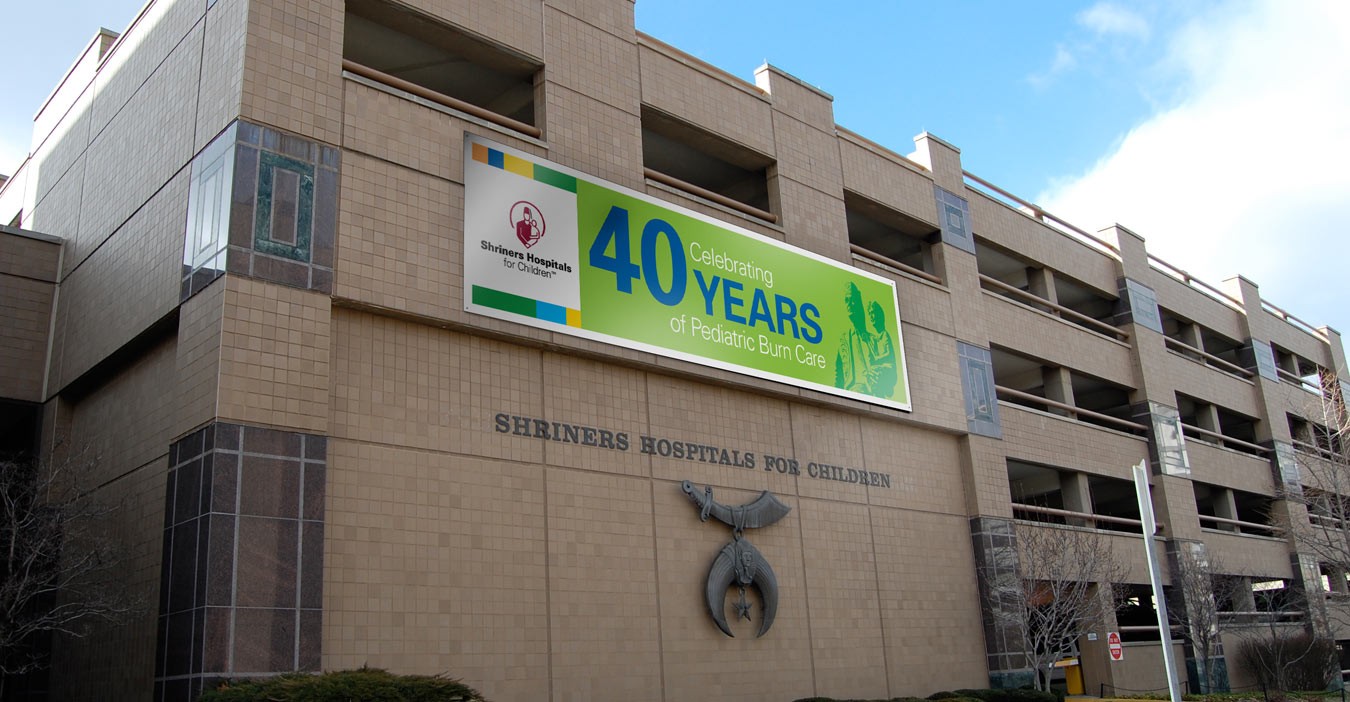 Shriners Hospitals
for Children™
40
Celebrating
YEARS
of Pediatric Burn Care
SHRINERS HOSPITALS FOR CHILDREN